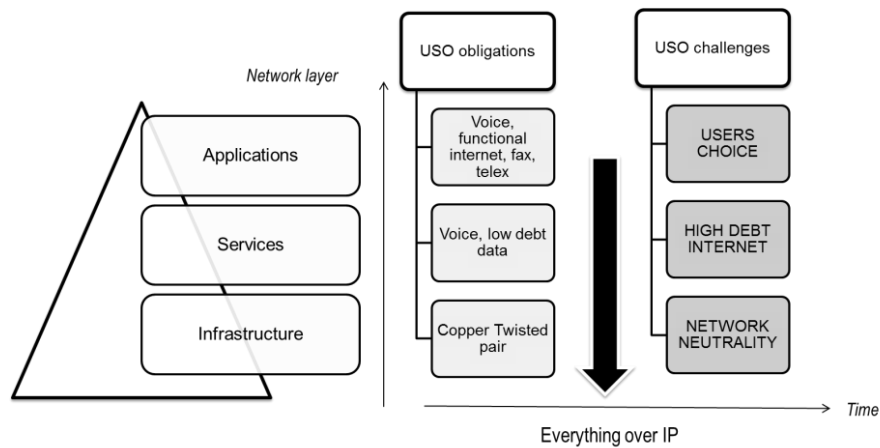 USO obligations
USO challenges
Network layer
Applications
Services
Infrastructure
Voice,
functional
internet, fax,
telex
Voice, low debt
data
Copper Twisted
pair
USERS
CHOICE
HIGH DEBT
INTERNET
NETWORK
NEUTRALITY
Time
Everything over IP